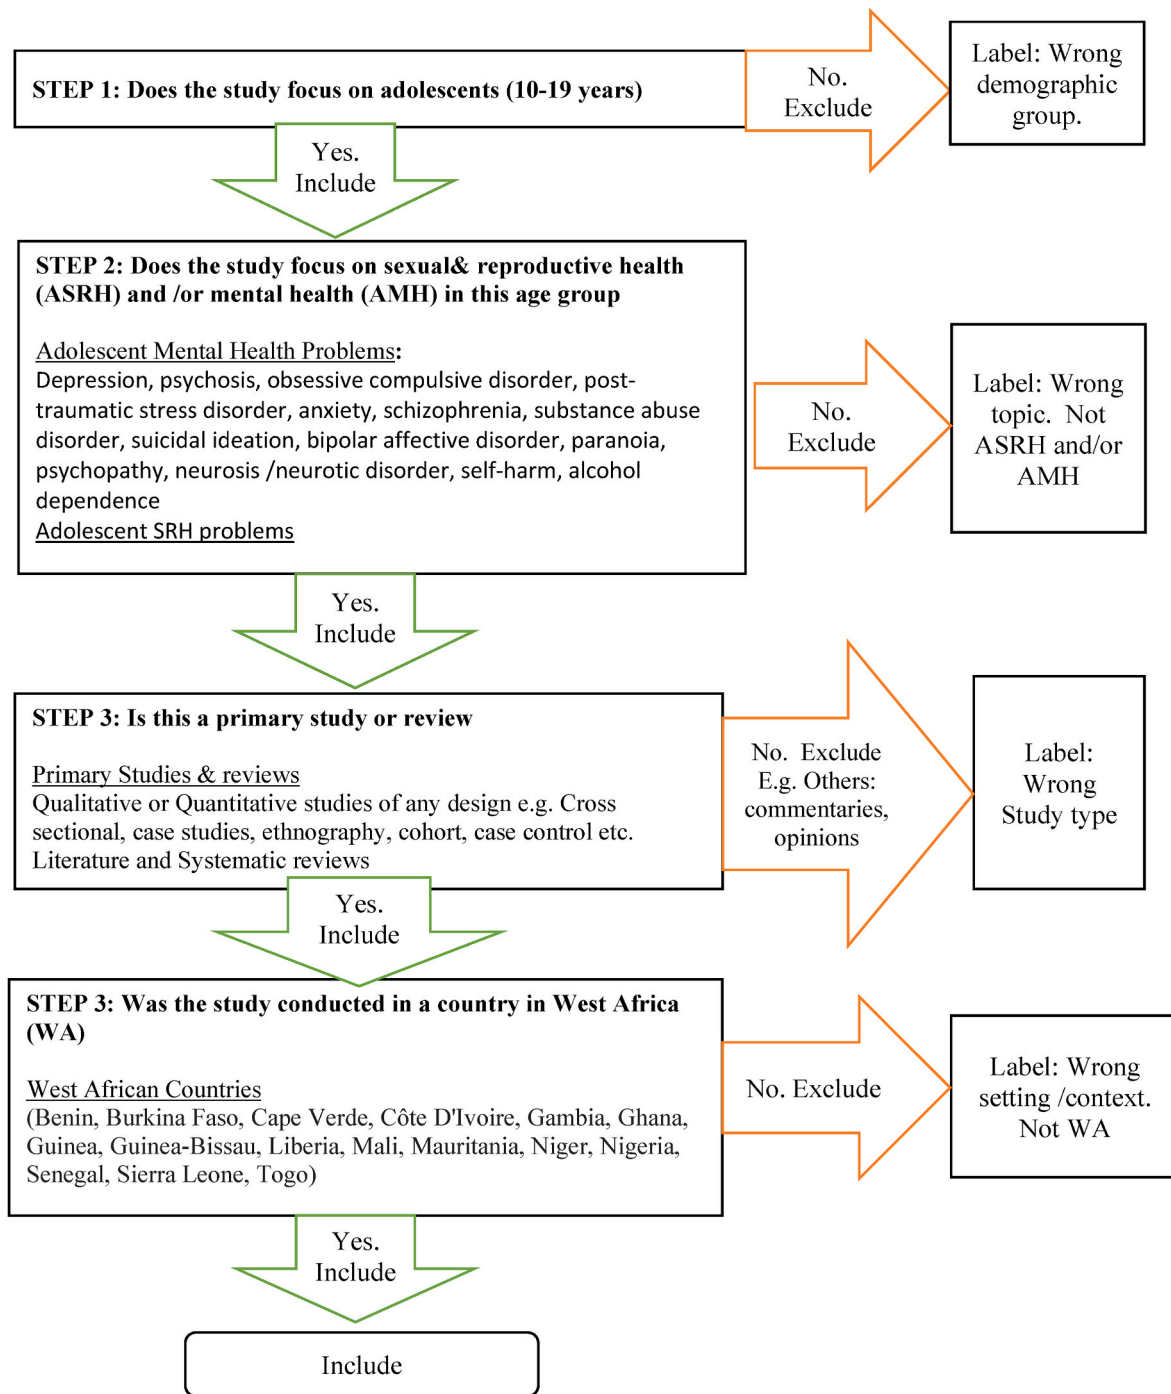 STEP 1: Does the study focus on adolescents (10-19 years)
No.
Exclude
Label: Wrong
demographic
group.
Yes.
Include
STEP 2: Does the study focus on sexual& reproductive health
(ASRH) and /or mental health (AMH) in this age group
Adolescent Mental Health Problems:
Depression, psychosis, obsessive compulsive disorder, post-
traumatic stress disorder, anxiety, schizophrenia, substance abuse
disorder, suicidal ideation, bipolar affective disorder, paranoia,
psychopathy, neurosis /neurotic disorder, self-harm, alcohol
dependence
Adolescent SRH problems
No.
Exclude
Label: Wrong
topic. Not
ASRH and/or
AMH
Yes.
Include
STEP 3: Is this a primary study or review
Primary Studies & reviews
Qualitative or Quantitative studies of any design e.g. Cross
sectional, case studies, ethnography, cohort, case control etc.
Literature and Systematic reviews
No. Exclude
E.g. Others:
commentaries,
opinions
Label:
Wrong
Study type
Yes.
Include
STEP 3: Was the study conducted in a country in West Africa
(WA)
West African Countries
(Benin, Burkina Faso, Cape Verde, Côte D'Ivoire, Gambia, Ghana,
Guinea, Guinea-Bissau, Liberia, Mali, Mauritania, Niger, Nigeria,
Senegal, Sierra Leone, Togo)
No. Exclude
Label: Wrong
setting /context.
Not WA
Yes.
Include
Include